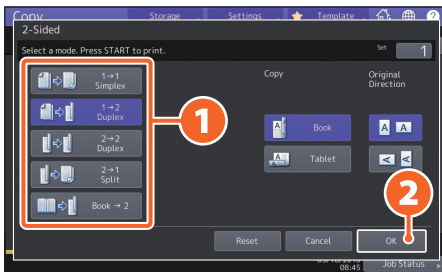 Copy Storage Settings Template
2-Sided
Select a mode. Press START to print.
Set 1
1→1
Simplex
1→2
Duplex
2→2
Duplex
2→1
Split
Book → 2
1
Copy
A Book
A Tablet
Original
Direction
A A
A A
2
Reset Cancel OK
08:45 Job Status